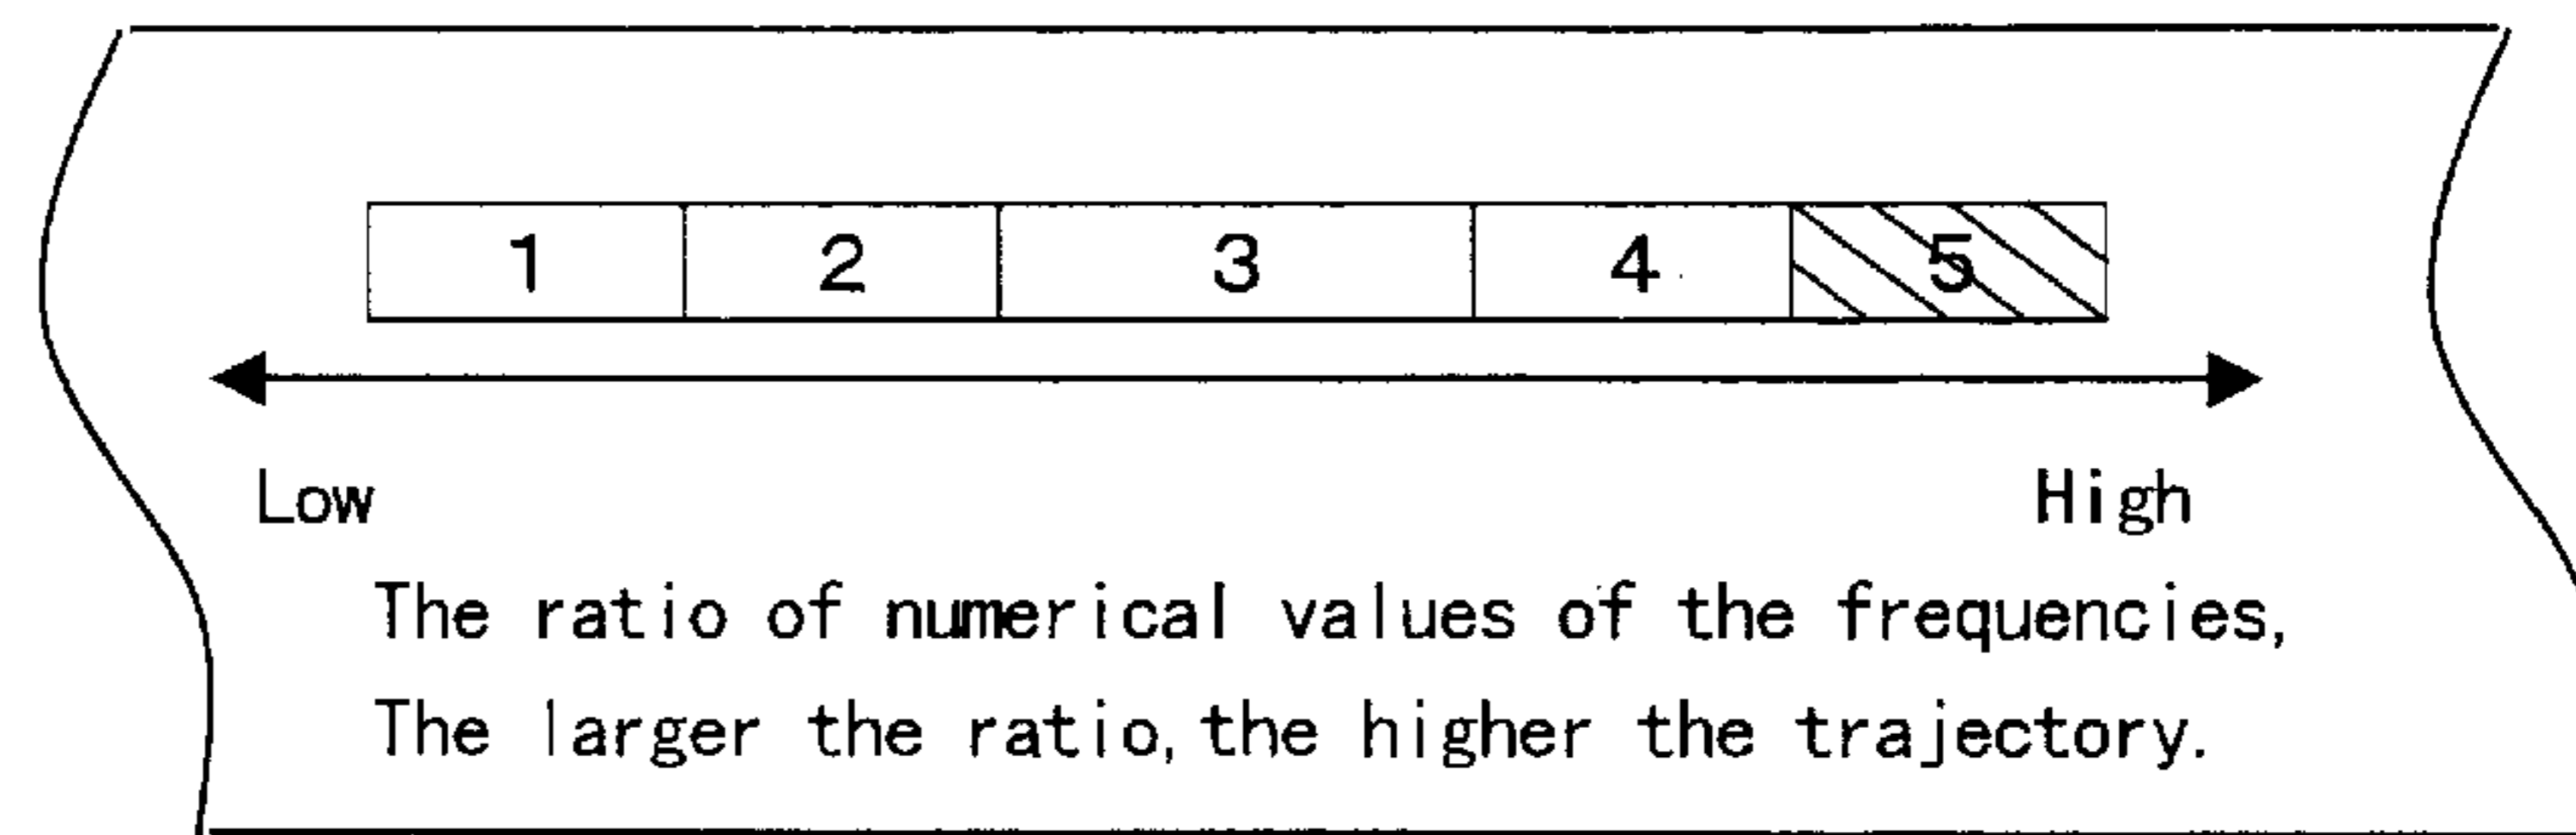 1 2 3 4 5
Low High
The ratio of numerical values of the frequencies,
The larger the ratio, the higher the trajectory.